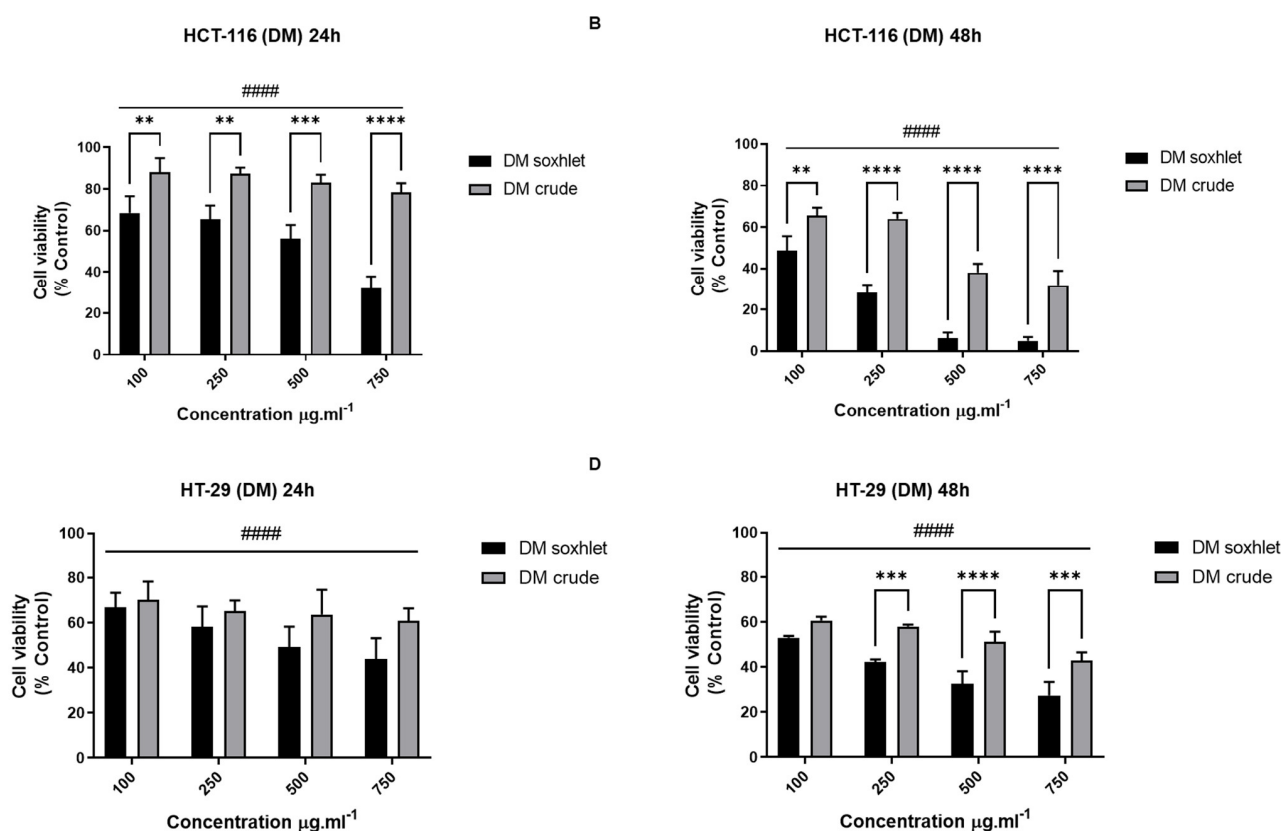 B
HCT-116 (DM) 24h
####
** ** *** ****
100
80
60
40
20
0
Cell viability
(% Control)
100 250 500 750
Concentration µg.ml⁻¹
DM soxhlet
DM crude
HCT-116 (DM) 48h
####
** **** **** ****
100
80
60
40
20
0
Cell viability
(% Control)
100 250 500 750
Concentration µg.ml⁻¹
DM soxhlet
DM crude
D
HT-29 (DM) 24h
####
100
80
60
40
20
0
Cell viability
(% Control)
100 250 500 750
Concentration µg.ml⁻¹
DM soxhlet
DM crude
HT-29 (DM) 48h
####
*** **** ***
100
80
60
40
20
0
Cell viability
(% Control)
100 250 500 750
Concentration µg.ml⁻¹
DM soxhlet
DM crude